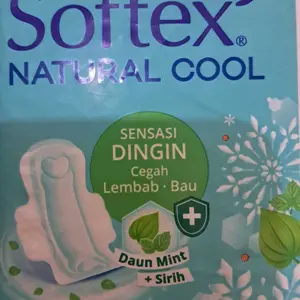 Softex®
NATURAL COOL
SENSASI
DINGIN
Cegah
Lembab · Bau
Daun Mint
+ Sirih